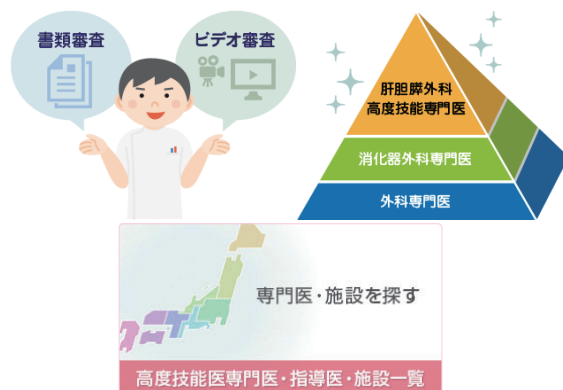 書類審査
ビデオ審査
肝胆膵外科
高度技能専門医
消化器外科専門医
外科専門医
専門医・施設を探す
高度技能医専門医・指導医・施設一覧